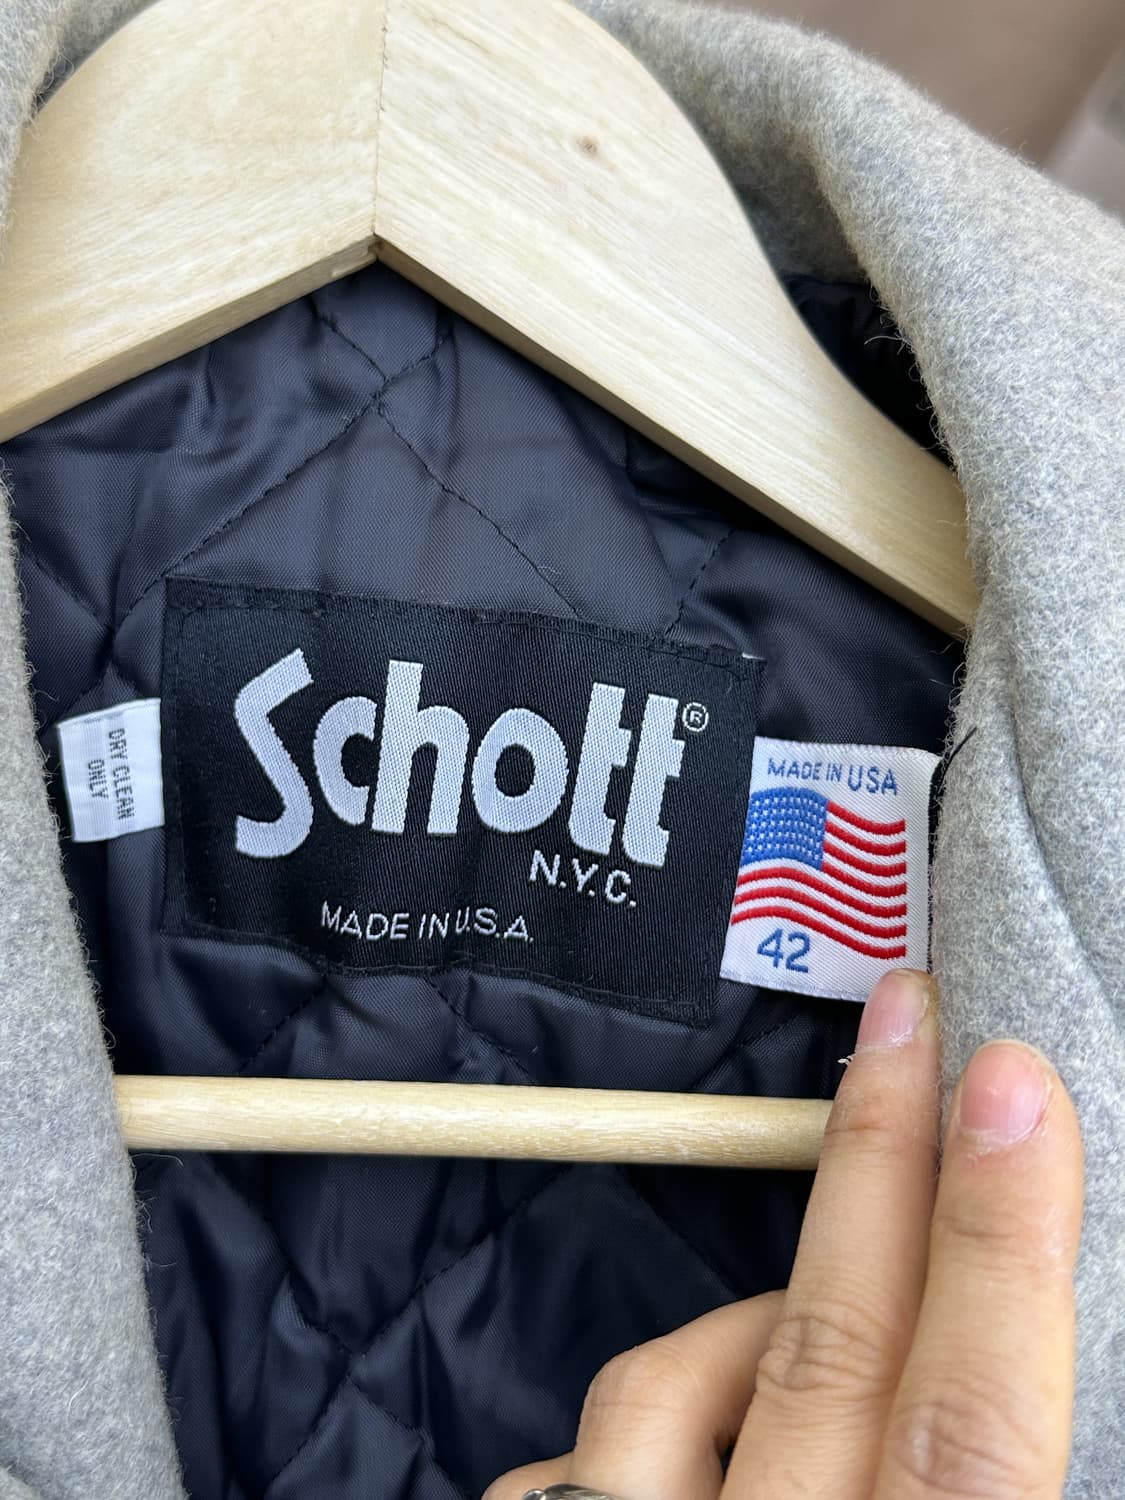 DRY CLEAN
ONLY
Schott®
N.Y.C.
MADE IN U.S.A.
MADE IN USA
42